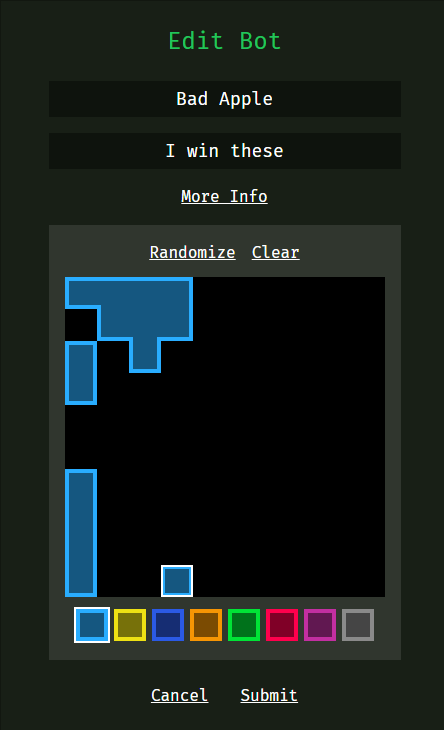 Edit Bot
Bad Apple
I win these
More Info
Randomize Clear
Cancel Submit